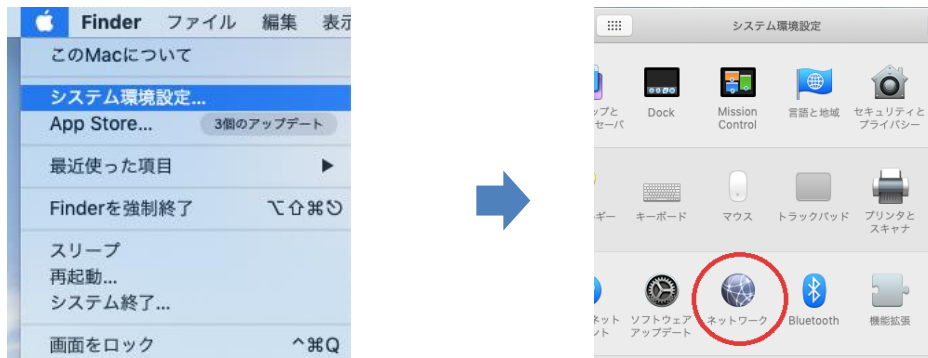 Finder ファイル 編集 表示
このMacについて
システム環境設定...
App Store... 3個のアップデート
最近使った項目
Finderを強制終了 ⌥⇧⌘⎋
スリープ
再起動...
システム終了...
画面をロック ^⌘Q
システム環境設定
ップと
セーバ
Dock
Mission
Control
言語と地域
セキュリティと
プライバシー
ギー
キーボード
マウス
トラックパッド
プリンタと
スキャナ
ネット
ント
ソフトウェア
アップデート
ネットワーク
Bluetooth
機能拡張